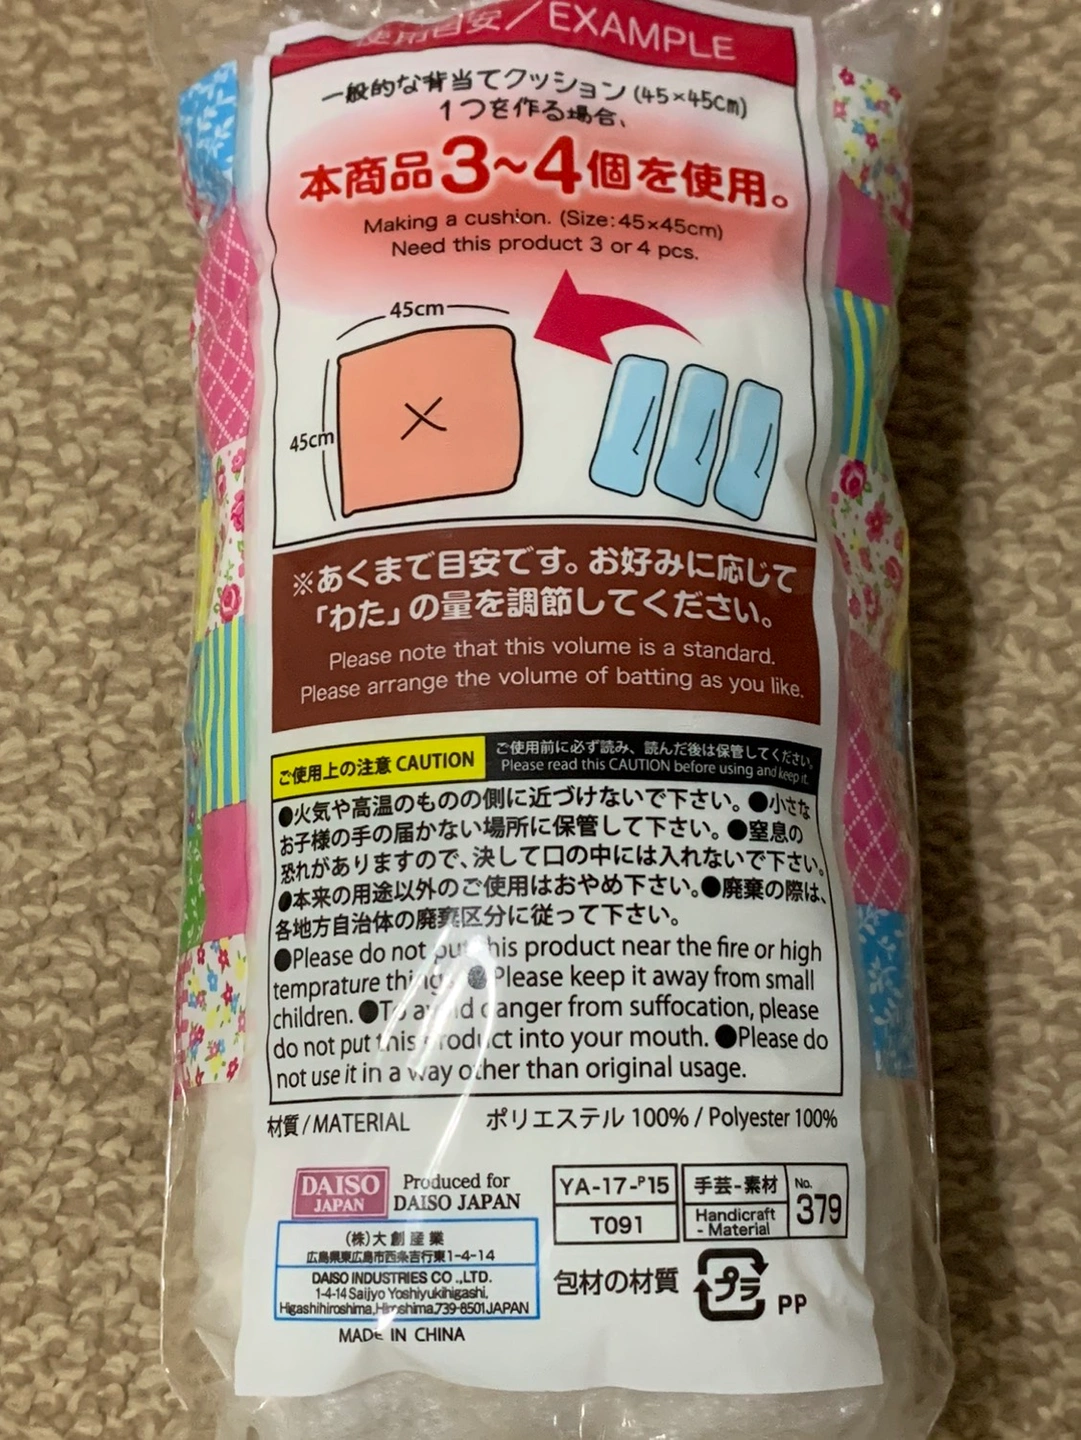 使用目安／EXAMPLE
一般的な背当てクッション(45×45cm)
1つを作る場合、
本商品3～4個を使用。
Making a cushion. (Size:45×45cm)
Need this product 3 or 4 pcs.
45cm
45cm
※あくまで目安です。お好みに応じて
「わた」の量を調節してください。
Please note that this volume is a standard.
Please arrange the volume of batting as you like.
ご使用上の注意 CAUTION
ご使用前に必ず読み、読んだ後は保管してください。
Please read this CAUTION before using and keep it.
●火気や高温のものの側に近づけないで下さい。●小さな
お子様の手の届かない場所に保管して下さい。●窒息の
恐れがありますので、決して口の中には入れないで下さい。
●本来の用途以外のご使用はおやめ下さい。●廃棄の際は、
各地方自治体の廃棄区分に従って下さい。
●Please do not put this product near the fire or high
temprature things. ●Please keep it away from small
children. ●To avoid danger from suffocation, please
do not put this product into your mouth. ●Please do
not use it in a way other than original usage.
材質/MATERIAL ポリエステル 100% / Polyester 100%
DAISO
JAPAN
Produced for
DAISO JAPAN
(株)大創産業
広島県東広島市西条吉行東1-4-14
DAISO INDUSTRIES CO.,LTD.
1-4-14 Saijyo Yoshiyukihigashi,
Higashihiroshima,Hiroshima,739-8501 JAPAN
MADE IN CHINA
YA-17-P15
T091
手芸-素材
Handicraft
- Material
No.
379
包材の材質
プラ
PP